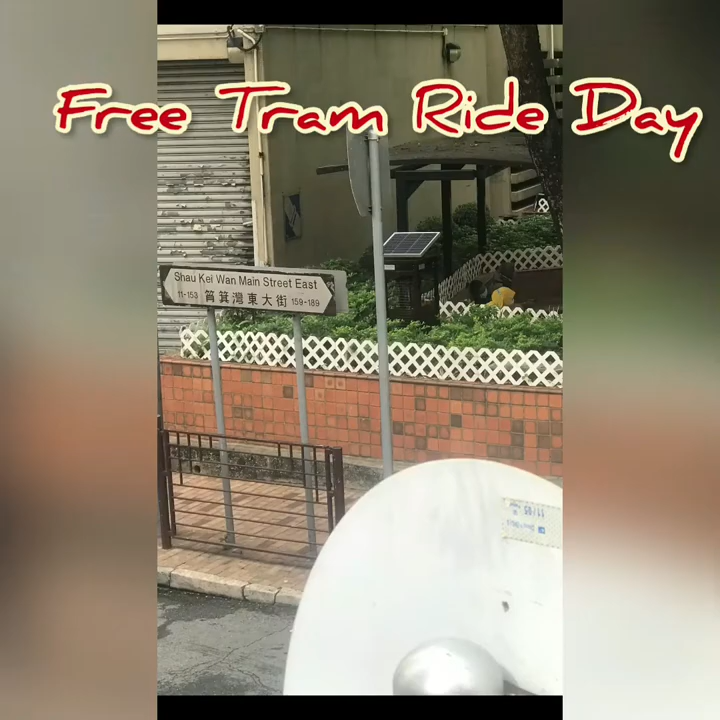 Free Tram Ride Day
Shau Kei Wan Main Street East
11-153 筲箕灣東大街 159-189